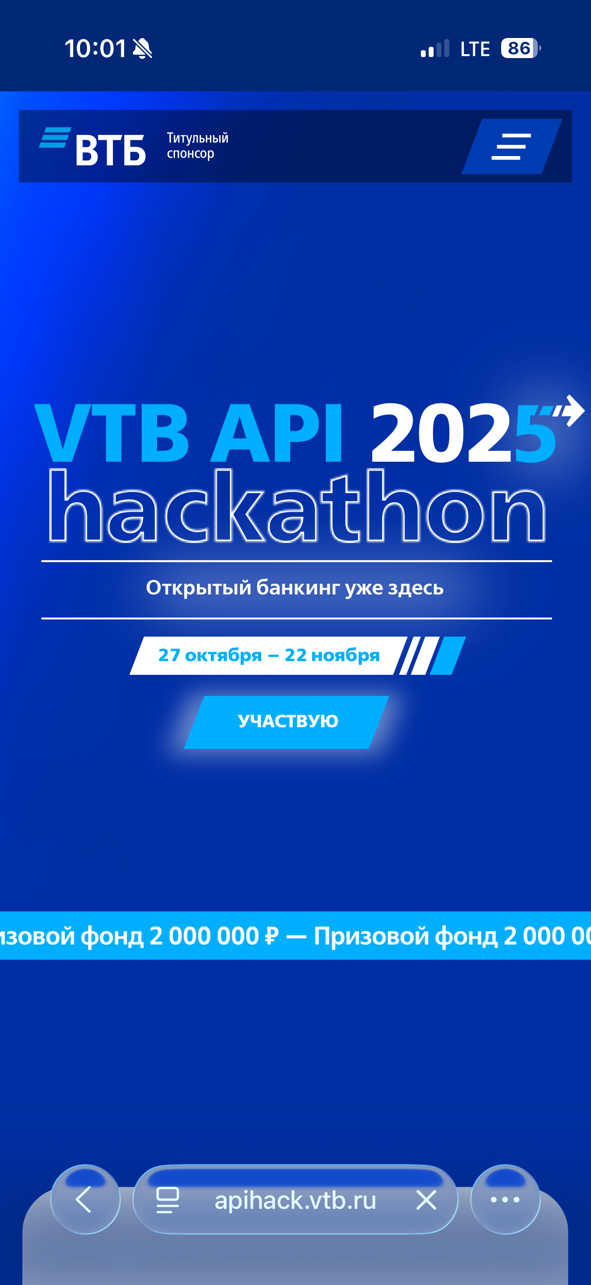 10:01 LTE 86
ВТБ Титульный
спонсор
VTB API 2025
hackathon
Открытый банкинг уже здесь
27 октября – 22 ноября
УЧАСТВУЮ
изовой фонд 2 000 000 ₽ — Призовой фонд 2 000 00
apihack.vtb.ru